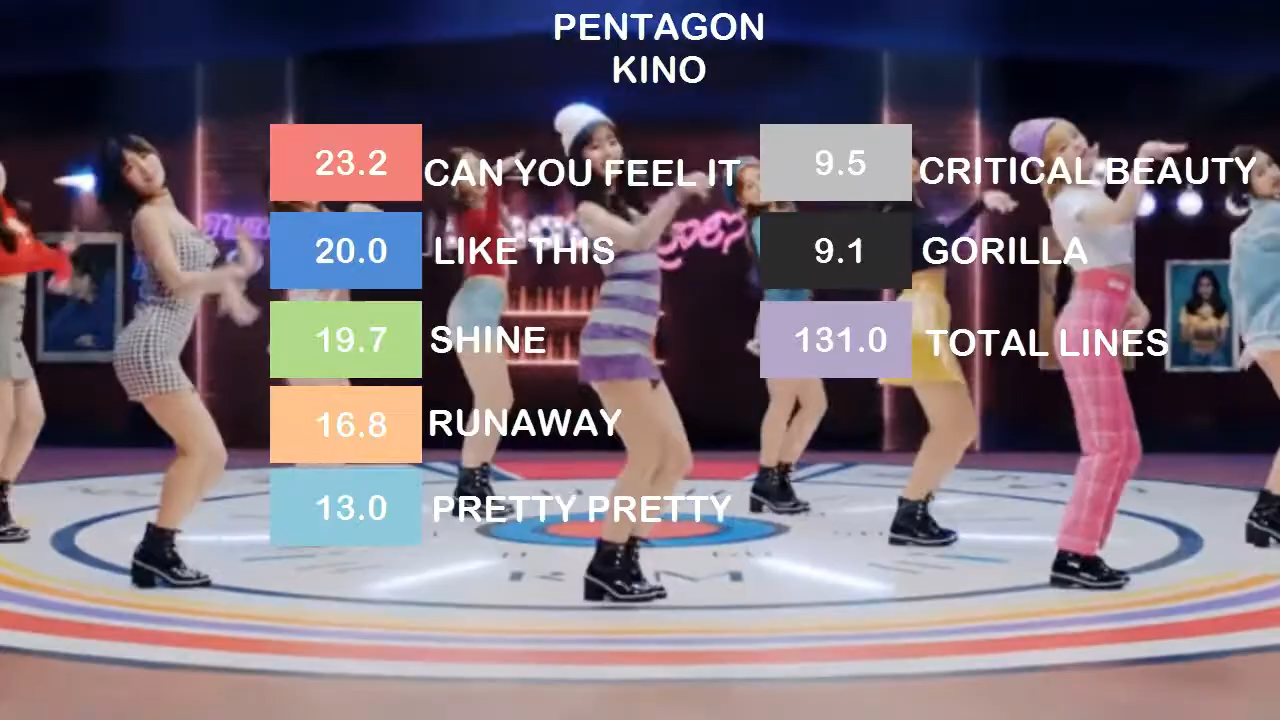 PENTAGON
KINO
23.2 CAN YOU FEEL IT
20.0 LIKE THIS
19.7 SHINE
16.8 RUNAWAY
13.0 PRETTY PRETTY
9.5 CRITICAL BEAUTY
9.1 GORILLA
131.0 TOTAL LINES